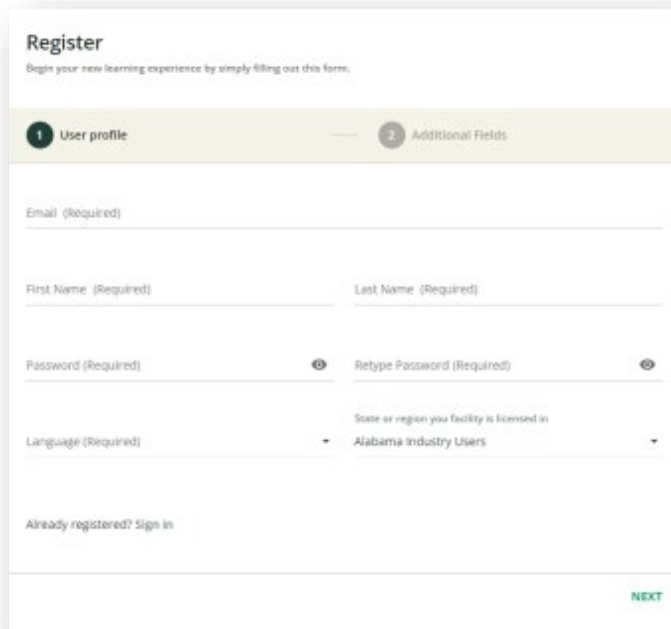 Register
Begin your new learning experience by simply filling out this form.
1 User profile
2 Additional Fields
Email (Required)
First Name (Required)
Last Name (Required)
Password (Required)
Retype Password (Required)
State or region you facility is licensed in
Language (Required)
Alabama Industry Users
Already registered? Sign in
NEXT